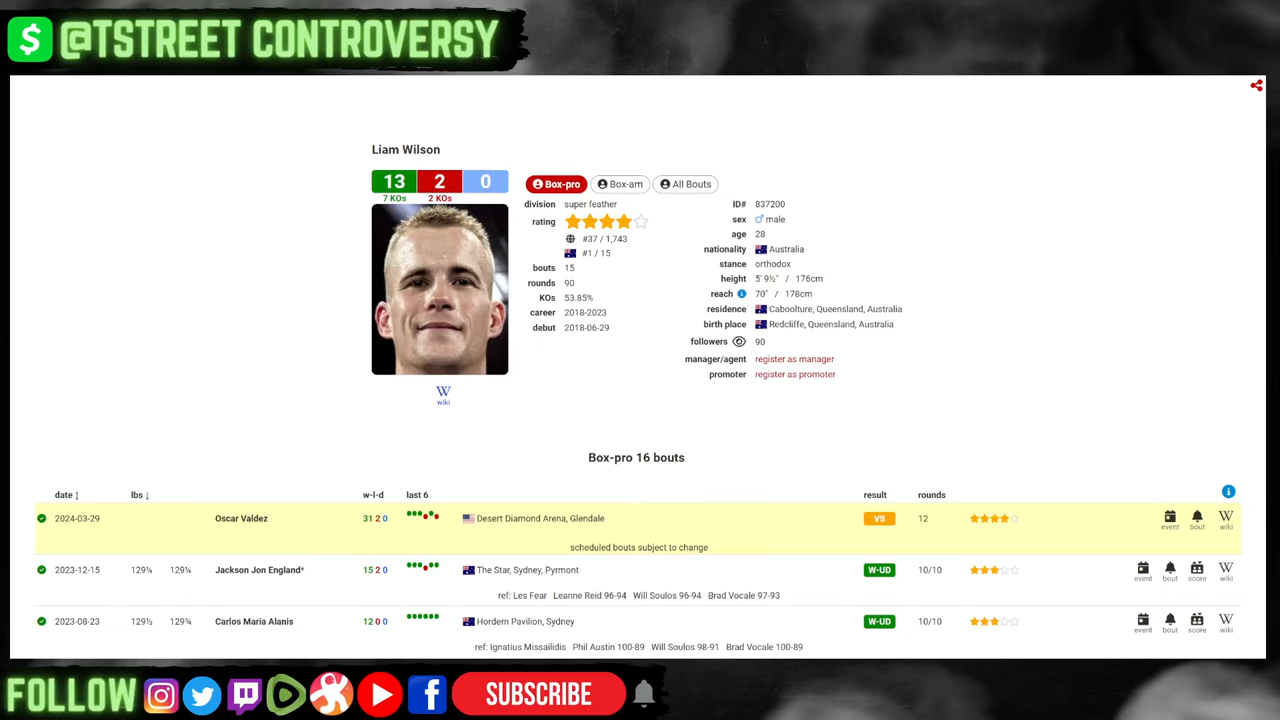 $ @TSTREET CONTROVERSY
Liam Wilson
13 2 0
7 KOs 2 KOs
Box-pro Box-am All Bouts
division super feather
rating
#37 / 1,743
#1 / 15
bouts 15
rounds 90
KOs 53.85%
career 2018-2023
debut 2018-06-29
ID# 837200
sex male
age 28
nationality Australia
stance orthodox
height 5' 9½" / 176cm
reach 70" / 178cm
residence Caboolture, Queensland, Australia
birth place Redcliffe, Queensland, Australia
followers 90
manager/agent register as manager
promoter register as promoter
W
wiki
Box-pro 16 bouts
date lbs w-l-d last 6 result rounds
2024-03-29 Oscar Valdez 31 2 0 Desert Diamond Arena, Glendale VS 12 W
event bout wiki
scheduled bouts subject to change
2023-12-15 129¼ 129¼ Jackson Jon England* 15 2 0 The Star, Sydney, Pyrmont W-UD 10/10 W
event bout score wiki
ref: Les Fear Leanne Reid 96-94 Will Soulos 96-94 Brad Vocale 97-93
2023-08-23 129½ 129¾ Carlos Maria Alanis 12 0 0 Hordern Pavilion, Sydney W-UD 10/10 W
event bout score wiki
ref: Ignatius Missailidis Phil Austin 100-89 Will Soulos 98-91 Brad Vocale 100-89
FOLLOW SUBSCRIBE